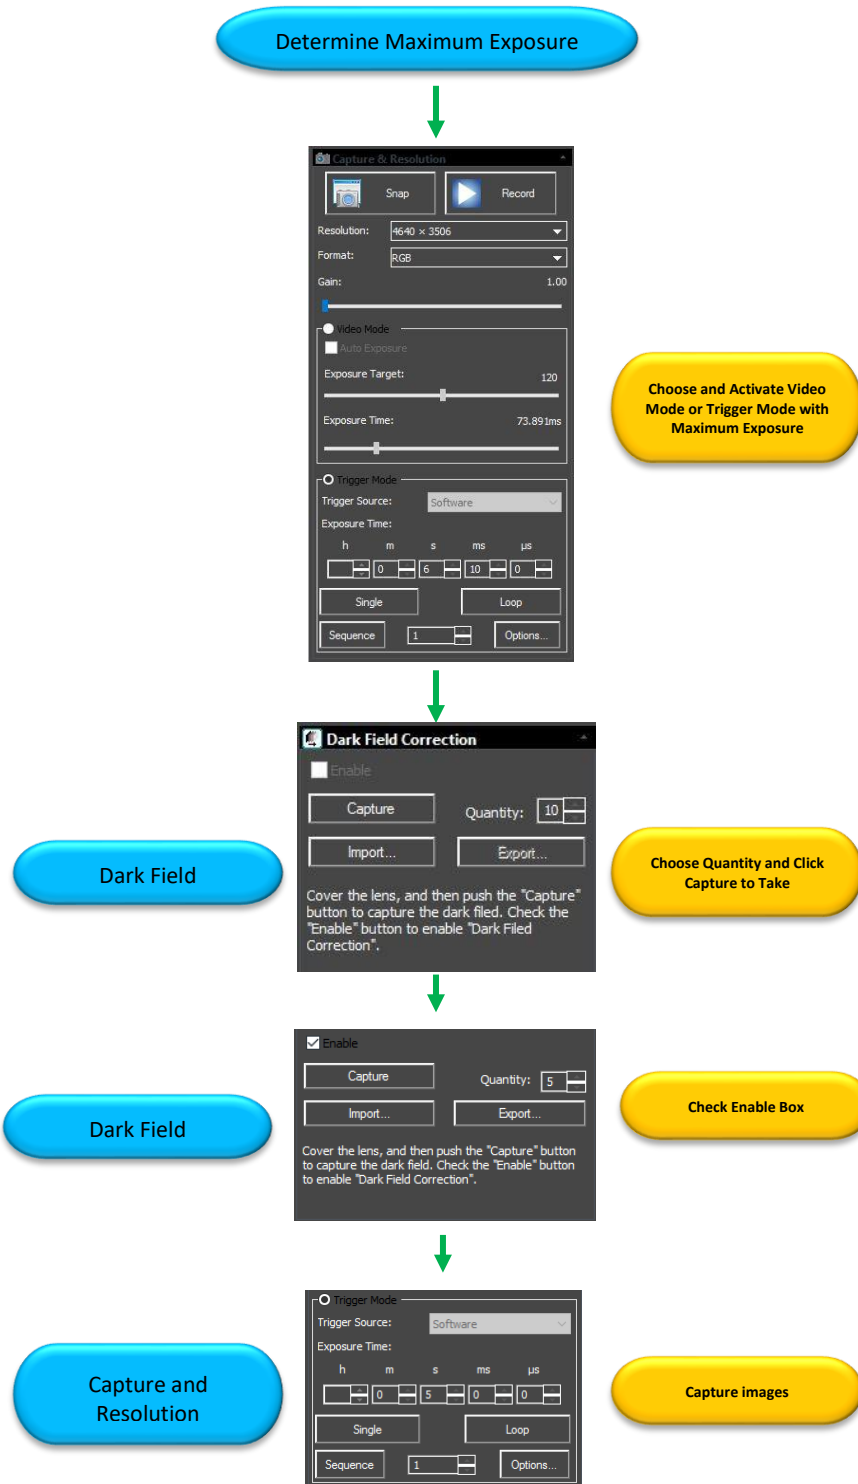 Determine Maximum Exposure
Capture & Resolution
Snap
Record
Resolution:
4640 × 3506
Format:
RGB
Gain:
1.00
Video Mode
Auto Exposure
Exposure Target:
120
Exposure Time:
73.891ms
Choose and Activate Video
Mode or Trigger Mode with
Maximum Exposure
Trigger Mode
Trigger Source:
Software
Exposure Time:
h m s ms µs
0 6 10 0
Single
Loop
Sequence
1
Options...
Dark Field Correction
Enable
Capture
Quantity: 10
Import...
Export...
Cover the lens, and then push the "Capture"
button to capture the dark filed. Check the
"Enable" button to enable "Dark Filed
Correction".
Dark Field
Choose Quantity and Click
Capture to Take
Enable
Capture
Quantity: 5
Import...
Export...
Cover the lens, and then push the "Capture" button
to capture the dark field. Check the "Enable" button
to enable "Dark Field Correction".
Dark Field
Check Enable Box
Trigger Mode
Trigger Source:
Software
Exposure Time:
h m s ms µs
0 5 0 0
Single
Loop
Sequence
1
Options...
Capture and
Resolution
Capture images